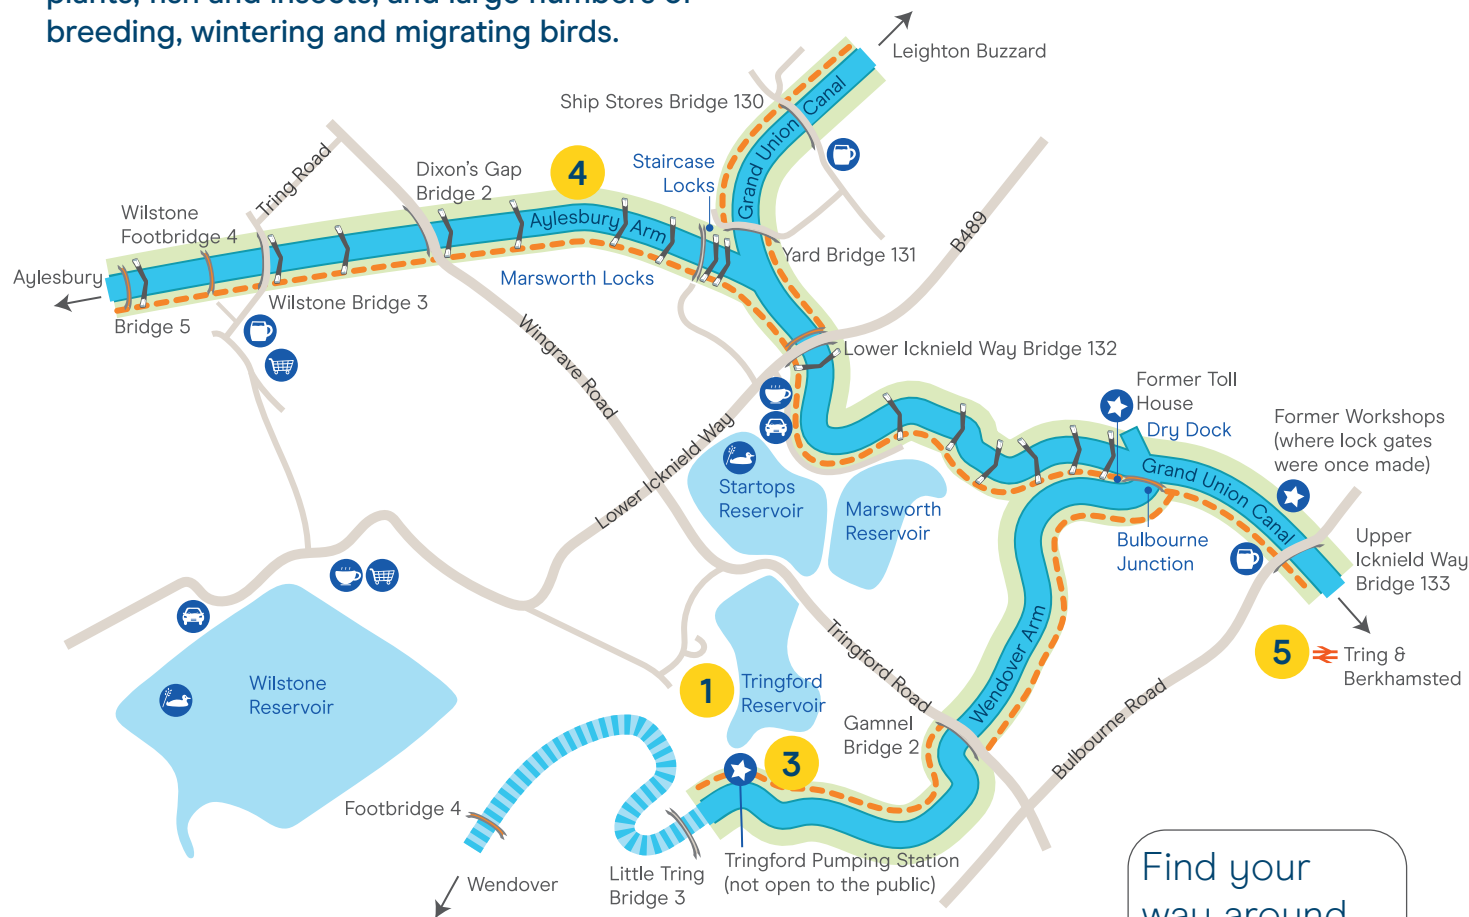 breeding, wintering and migrating birds.
Leighton Buzzard
Ship Stores Bridge 130
Grand Union Canal
Tring Road
Dixon's Gap
Bridge 2
4
Staircase
Locks
Grand Union Canal
Wilstone
Footbridge 4
Aylesbury Arm
B489
Yard Bridge 131
Aylesbury
Marsworth Locks
Wilstone Bridge 3
Bridge 5
Wingrave Road
Lower Icknield Way Bridge 132
Former Toll
House
Dry Dock
Former Workshops
(where lock gates
were once made)
Lower Icknield Way
Grand Union Canal
Startops
Reservoir
Marsworth
Reservoir
Bulbourne
Junction
Upper
Icknield Way
Bridge 133
Wendover Arm
Tringford Road
5
Tring &
Berkhamsted
Wilstone
Reservoir
1
Tringford
Reservoir
Gamnel
Bridge 2
Bulbourne Road
3
Footbridge 4
Wendover
Little Tring
Bridge 3
Tringford Pumping Station
(not open to the public)
Find your
way around